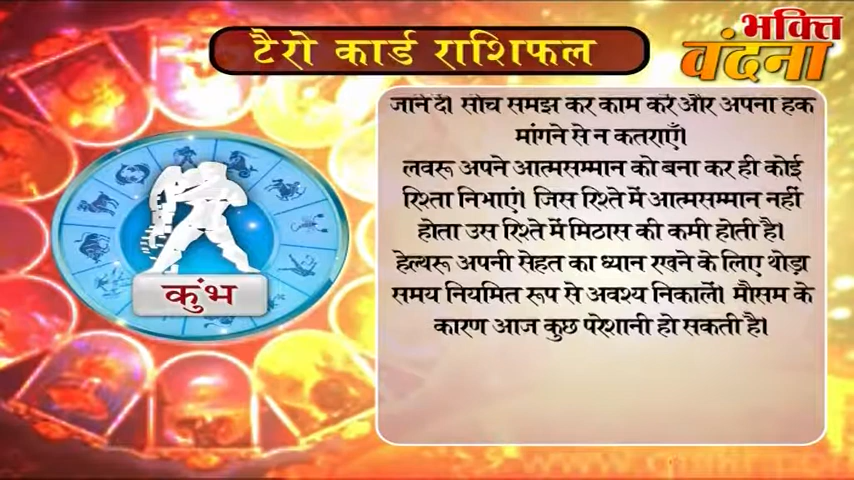 टैरो कार्ड राशिफल
भक्ति
वंदना
जाने दें। सोच समझ कर काम करें और अपना हक
मांगने से न कतराएँ।
लवरू अपने आत्मसम्मान को बना कर ही कोई
रिश्ता निभाएं। जिस रिश्ते में आत्मसम्मान नहीं
होता उस रिश्ते में मिठास की कमी होती है।
हेल्थरू अपनी सेहत का ध्यान रखने के लिए थोड़ा
समय नियमित रूप से अवश्य निकालें। मौसम के
कारण आज कुछ परेशानी हो सकती है।
कुंभ